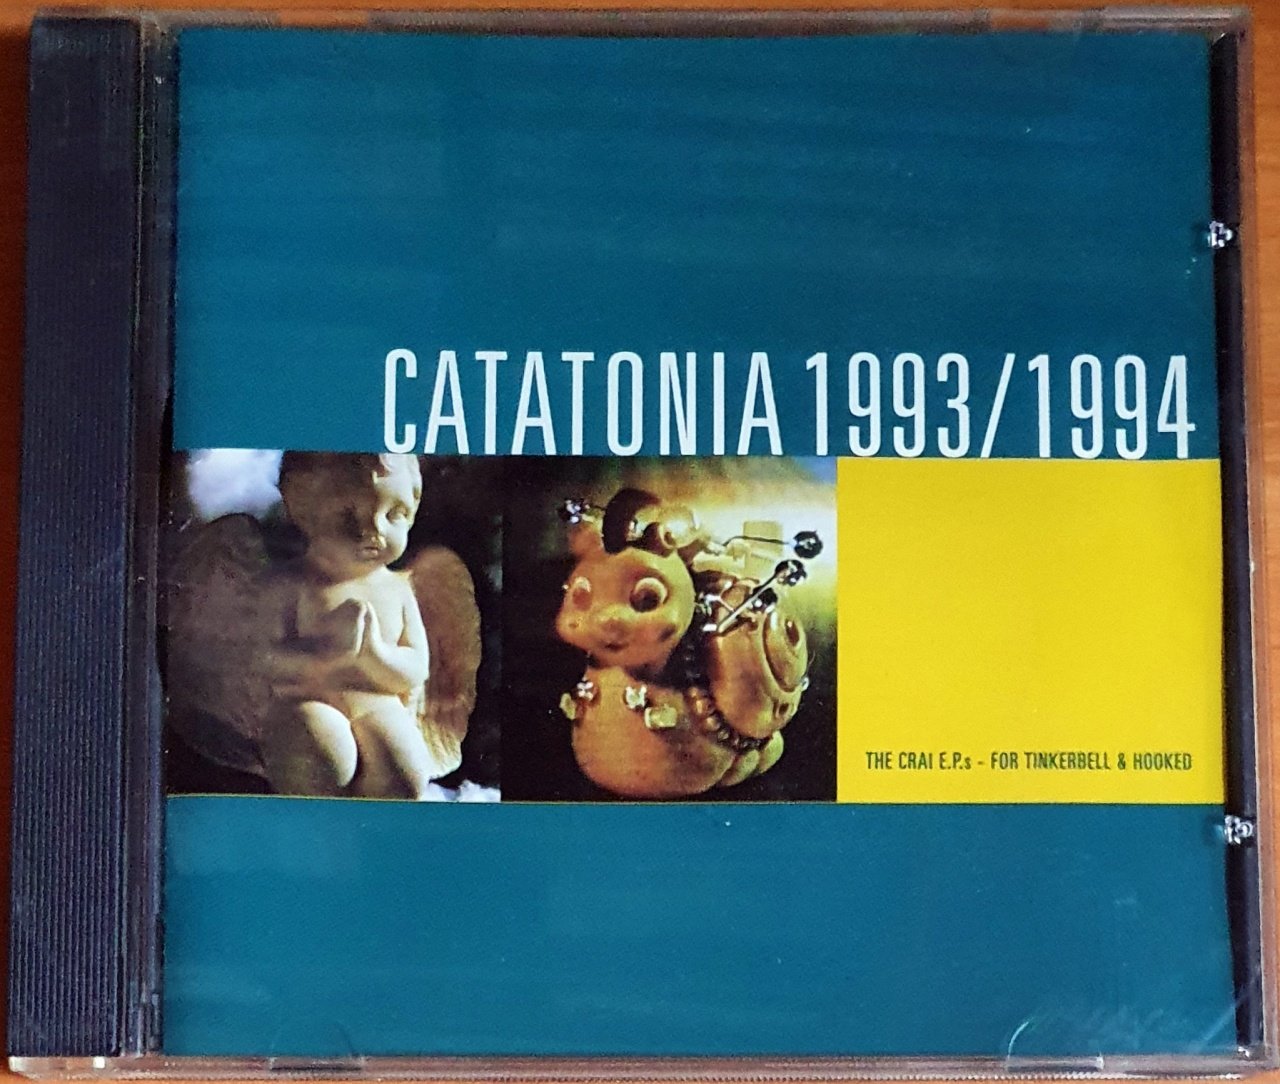 CATATONIA 1993/1994
THE CRAI E.P.s - FOR TINKERBELL & HOOKED